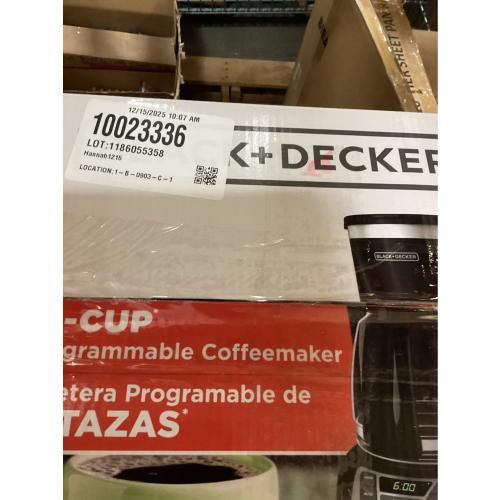 12/15/2025 10:07 AM
10023336
LOT:1186055358
Hannah1215
LOCATION:1-B-0903-C-1
CK+DECKER
BLACK+DECKER
-CUP*
grammable Coffeemaker
etera Programable de
TAZAS*
6:00